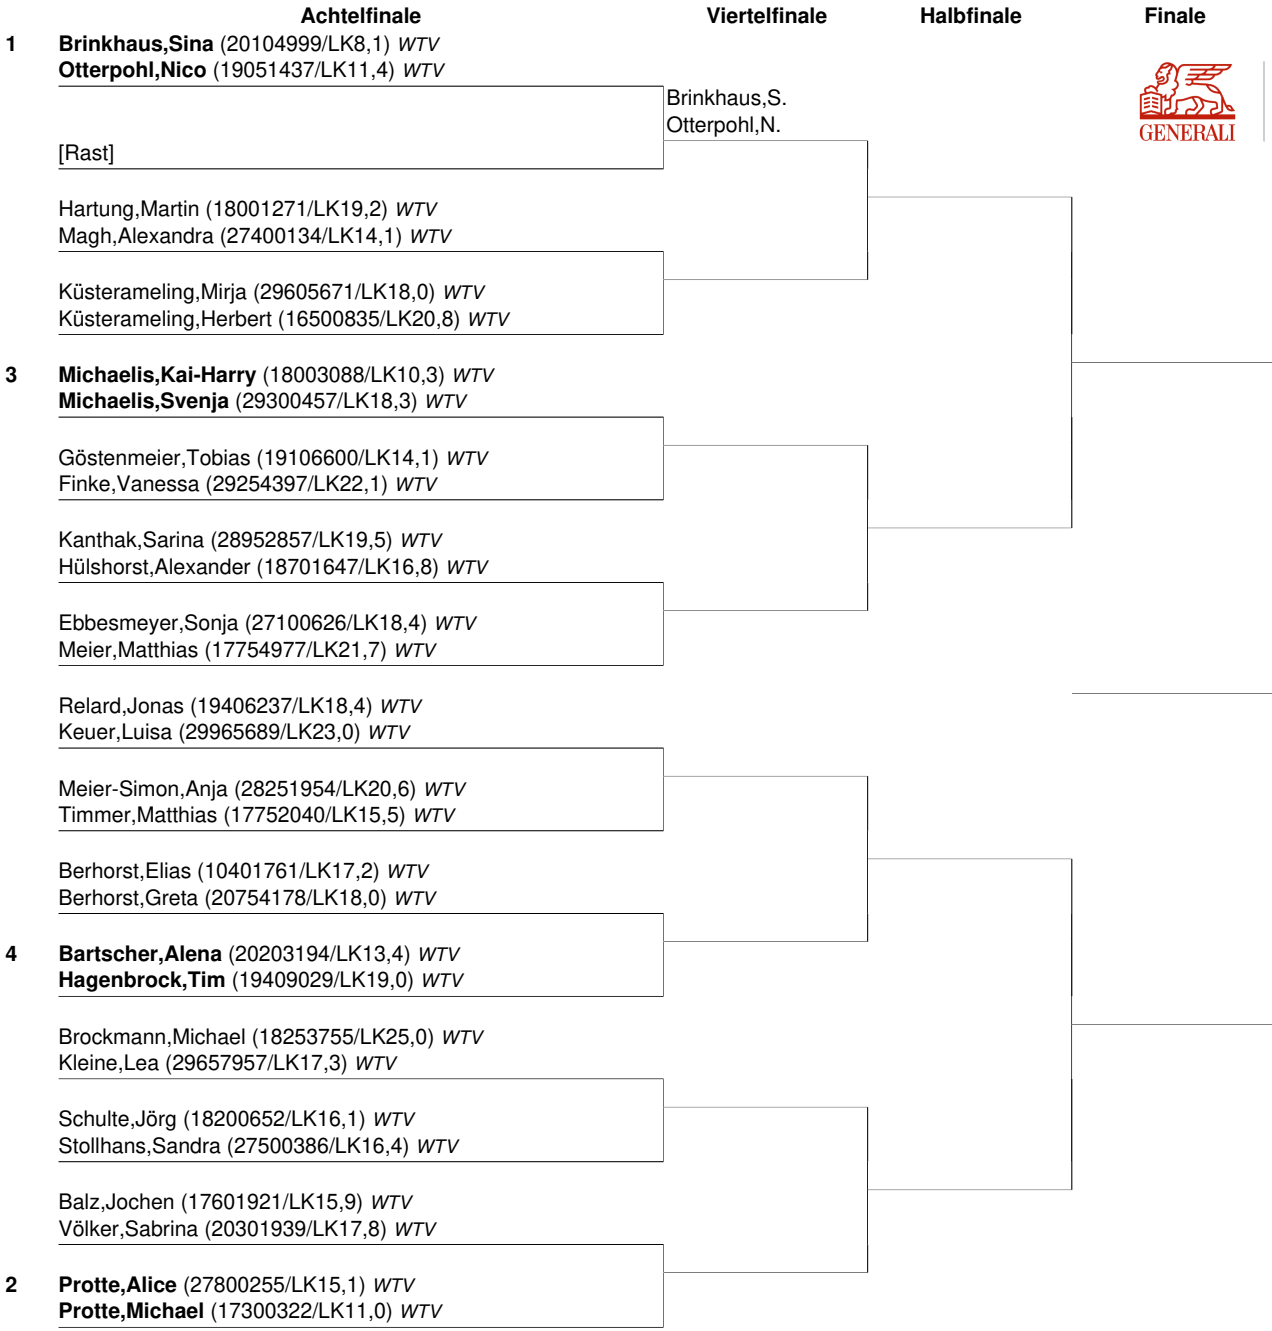 Achtelfinale Viertelfinale Halbfinale Finale
1 Brinkhaus,Sina (20104999/LK8,1) WTV
Otterpohl,Nico (19051437/LK11,4) WTV
Brinkhaus,S.
Otterpohl,N.
GENERALI
[Rast]
Hartung,Martin (18001271/LK19,2) WTV
Magh,Alexandra (27400134/LK14,1) WTV
Küsterameling,Mirja (29605671/LK18,0) WTV
Küsterameling,Herbert (16500835/LK20,8) WTV
3 Michaelis,Kai-Harry (18003088/LK10,3) WTV
Michaelis,Svenja (29300457/LK18,3) WTV
Göstenmeier,Tobias (19106600/LK14,1) WTV
Finke,Vanessa (29254397/LK22,1) WTV
Kanthak,Sarina (28952857/LK19,5) WTV
Hülshorst,Alexander (18701647/LK16,8) WTV
Ebbesmeyer,Sonja (27100626/LK18,4) WTV
Meier,Matthias (17754977/LK21,7) WTV
Relard,Jonas (19406237/LK18,4) WTV
Keuer,Luisa (29965689/LK23,0) WTV
Meier-Simon,Anja (28251954/LK20,6) WTV
Timmer,Matthias (17752040/LK15,5) WTV
Berhorst,Elias (10401761/LK17,2) WTV
Berhorst,Greta (20754178/LK18,0) WTV
4 Bartscher,Alena (20203194/LK13,4) WTV
Hagenbrock,Tim (19409029/LK19,0) WTV
Brockmann,Michael (18253755/LK25,0) WTV
Kleine,Lea (29657957/LK17,3) WTV
Schulte,Jörg (18200652/LK16,1) WTV
Stollhans,Sandra (27500386/LK16,4) WTV
Balz,Jochen (17601921/LK15,9) WTV
Völker,Sabrina (20301939/LK17,8) WTV
2 Protte,Alice (27800255/LK15,1) WTV
Protte,Michael (17300322/LK11,0) WTV